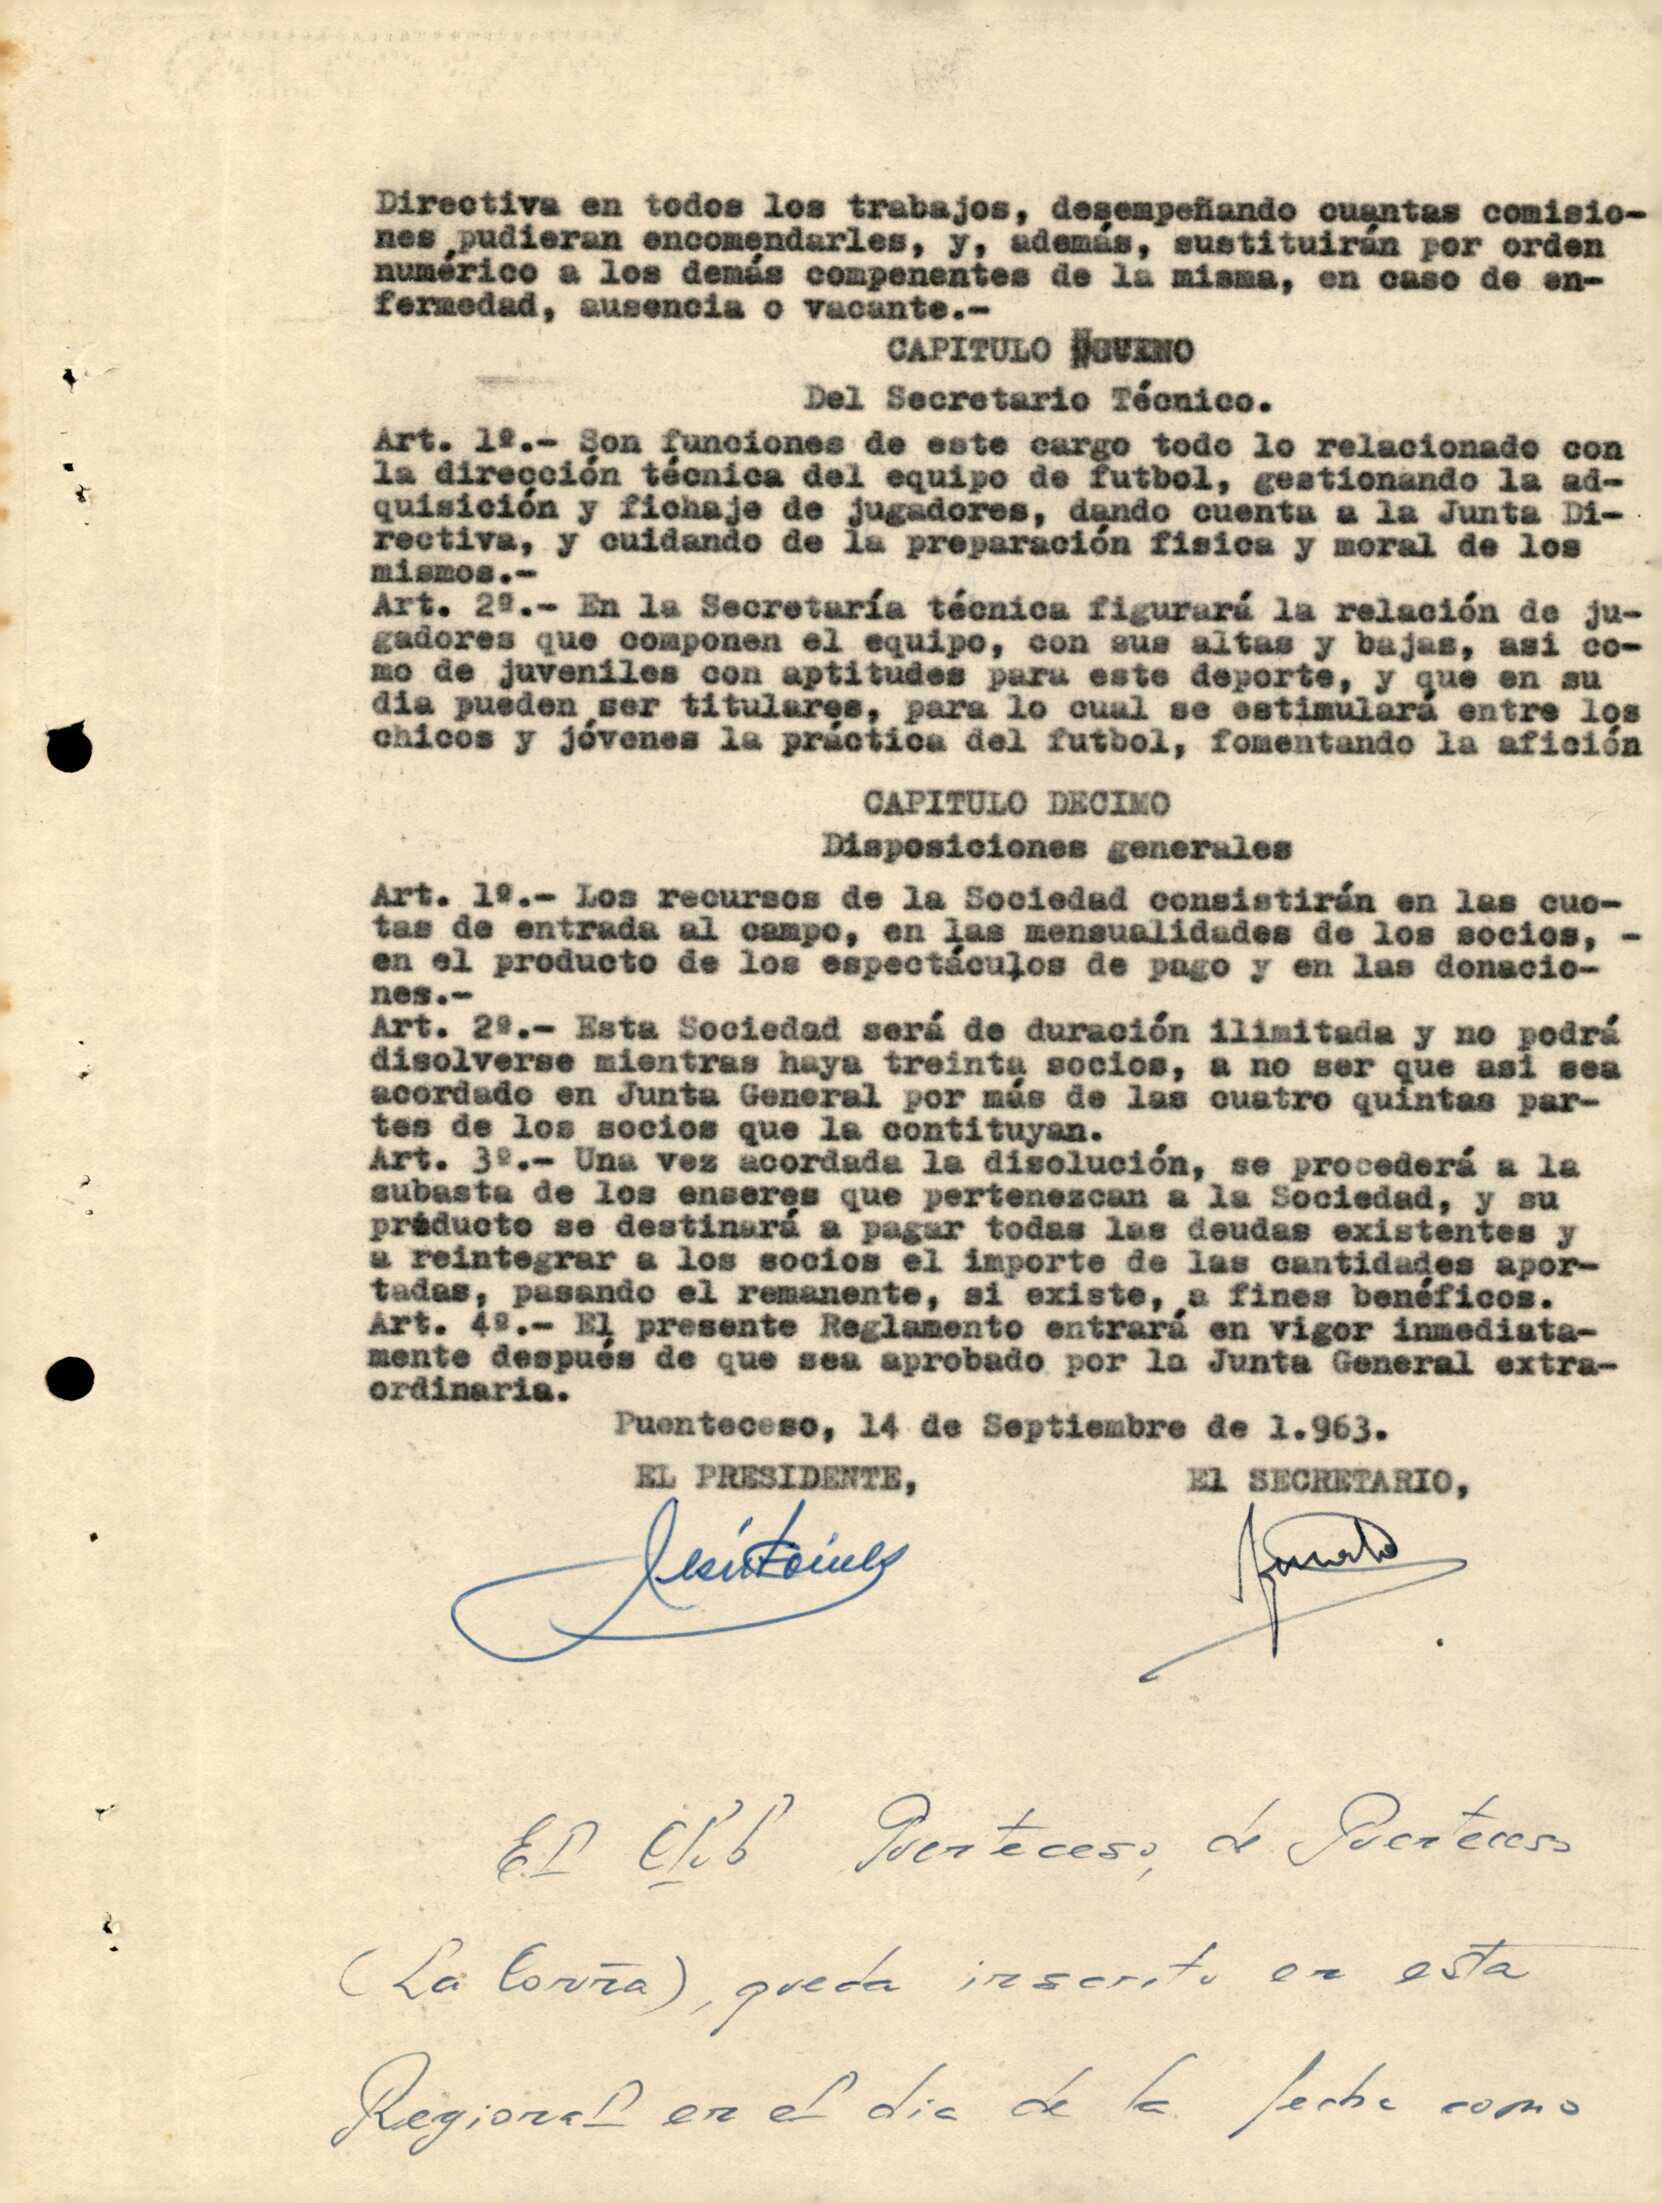 Directiva en todos los trabajos, desempeñando cuantas comisio-
nes pudieran encomendarles, y, además, sustituirán por orden
numérico a los demás compenentes de la misma, en caso de en-
fermedad, ausencia o vacante.-
CAPITULO
Del Secretario Técnico.
Art. 1º.- Son funciones de este cargo todo lo relacionado con
la dirección técnica del equipo de futbol, gestionando la ad-
quisición y fichaje de jugadores, dando cuenta a la Junta Di-
rectiva, y cuidando de la preparación fisica y moral de los
mismos.-
Art. 2º.- En la Secretaría técnica figurará la relación de ju-
gadores que componen el equipo, con sus altas y bajas, asi co-
mo de juveniles con aptitudes para este deporte, y que en su
dia pueden ser titulares, para lo cual se estimulará entre los
chicos y jóvenes la práctica del futbol, fomentando la afición
CAPITULO DECIMO
Disposiciones generales
Art. 1º.- Los recursos de la Sociedad consistirán en las cuo-
tas de entrada al campo, en las mensualidades de los socios, -
en el producto de los espectáculos de pago y en las donacio-
nes.-
Art. 2º.- Esta Sociedad será de duración ilimitada y no podrá
disolverse mientras haya treinta socios, a no ser que asi sea
acordado en Junta General por más de las cuatro quintas par-
tes de los socios que la contituyan.
Art. 3º.- Una vez acordada la disolución, se procederá a la
subasta de los enseres que pertenezcan a la Sociedad, y su
producto se destinará a pagar todas las deudas existentes y
a reintegrar a los socios el importe de las cantidades apor-
tadas, pasando el remanente, si existe, a fines benéficos.
Art. 4º.- El presente Reglamento entrará en vigor inmediata-
mente después de que sea aprobado por la Junta General extra-
ordinaria.
Puenteceso, 14 de Septiembre de 1.963.
EL PRESIDENTE, El SECRETARIO,
El Club Puenteceso, de Puenteceso
(La Coruña), queda inscrito en esta
Regional en el dia de la fecha como